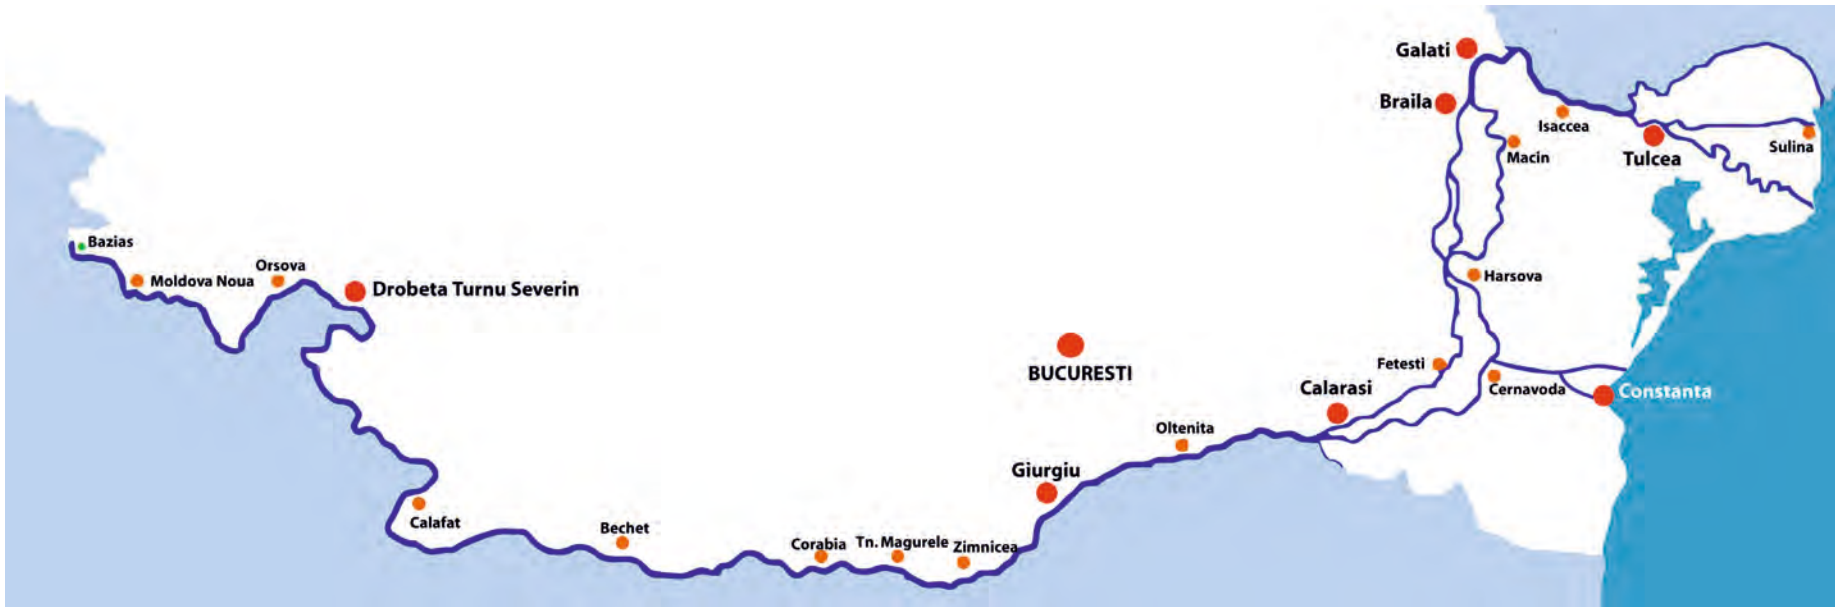 Galati
Braila
Isaccea
Macin
Tulcea
Sulina
Bazias
Moldova Noua
Orsova
Drobeta Turnu Severin
Harsova
BUCURESTI
Fetesti
Calarasi
Cernavoda
Constanta
Oltenita
Giurgiu
Calafat
Bechet
Corabia
Tn. Magurele
Zimnicea